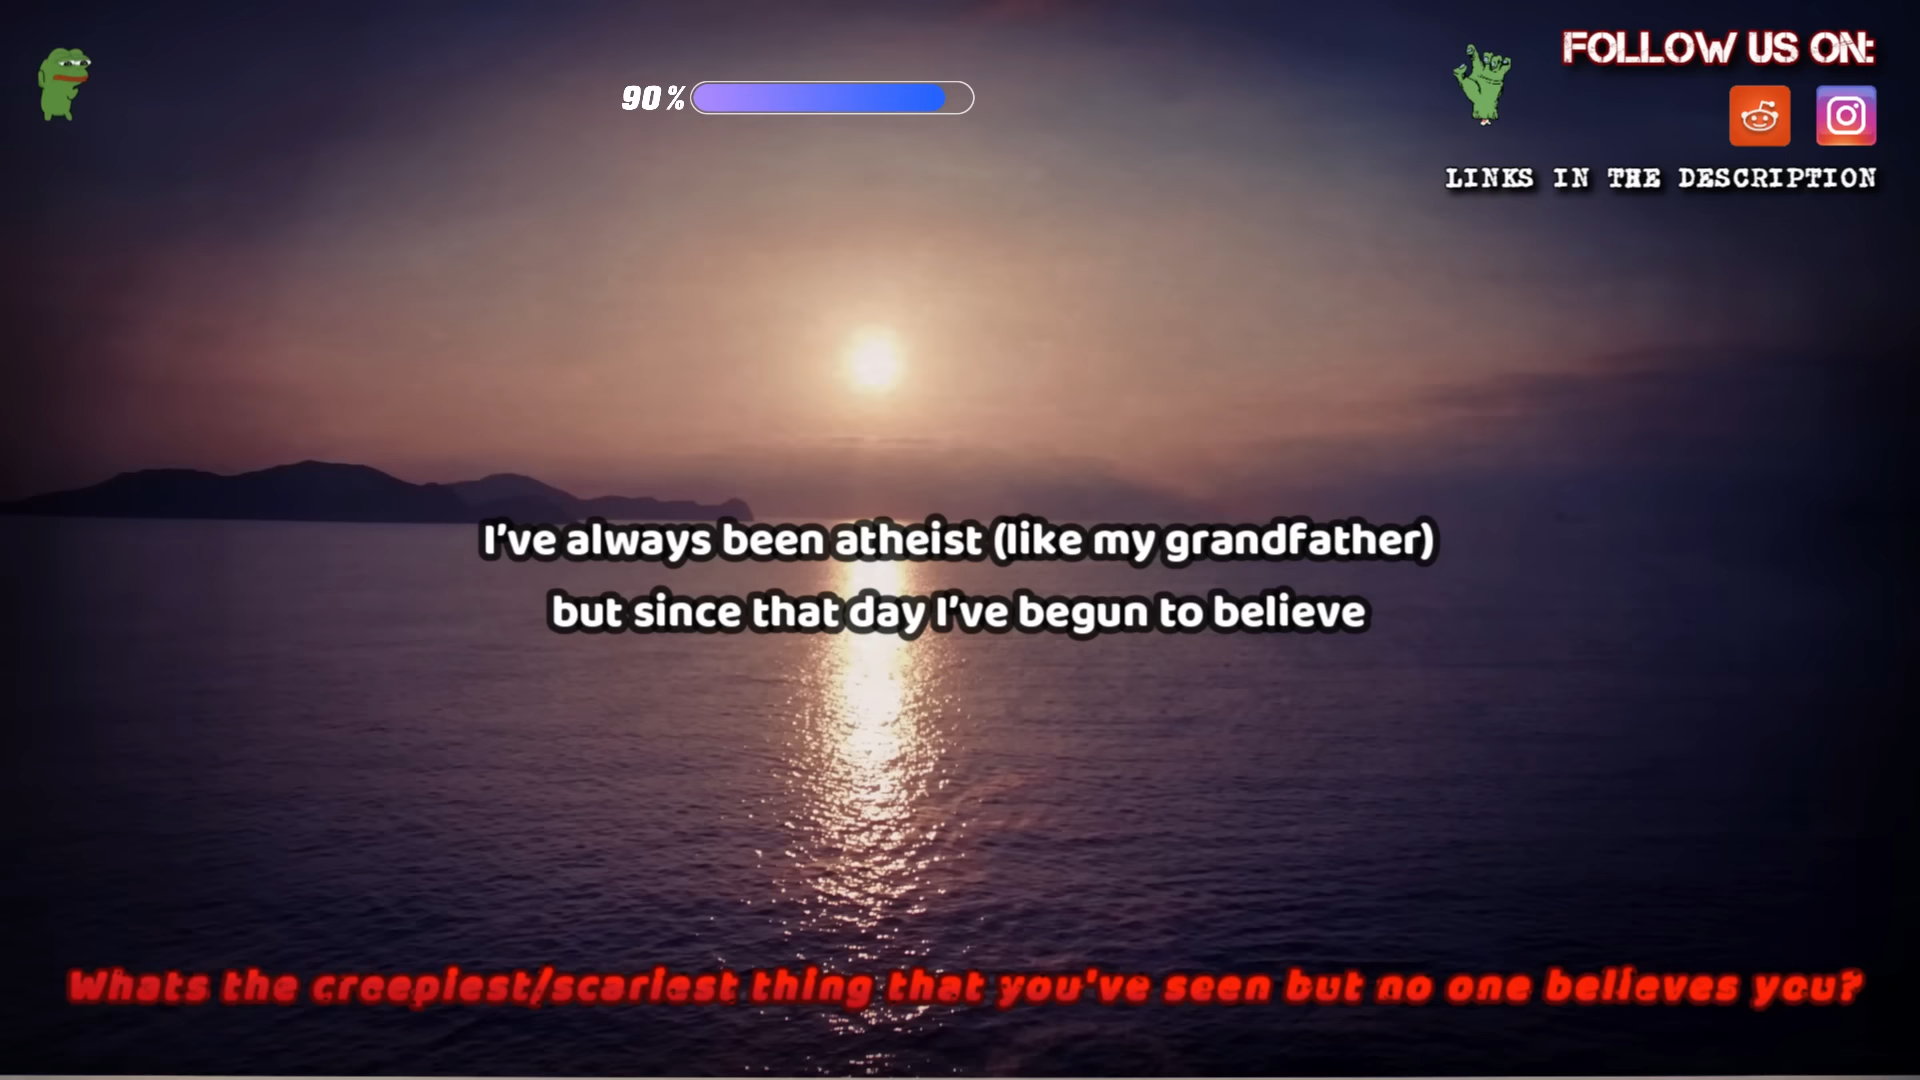 FOLLOW US ON:
90%
LINKS IN THE DESCRIPTION
I've always been atheist (like my grandfather)
but since that day I've begun to believe
Whats the creepiest/scariest thing that you've seen but no one believes you?